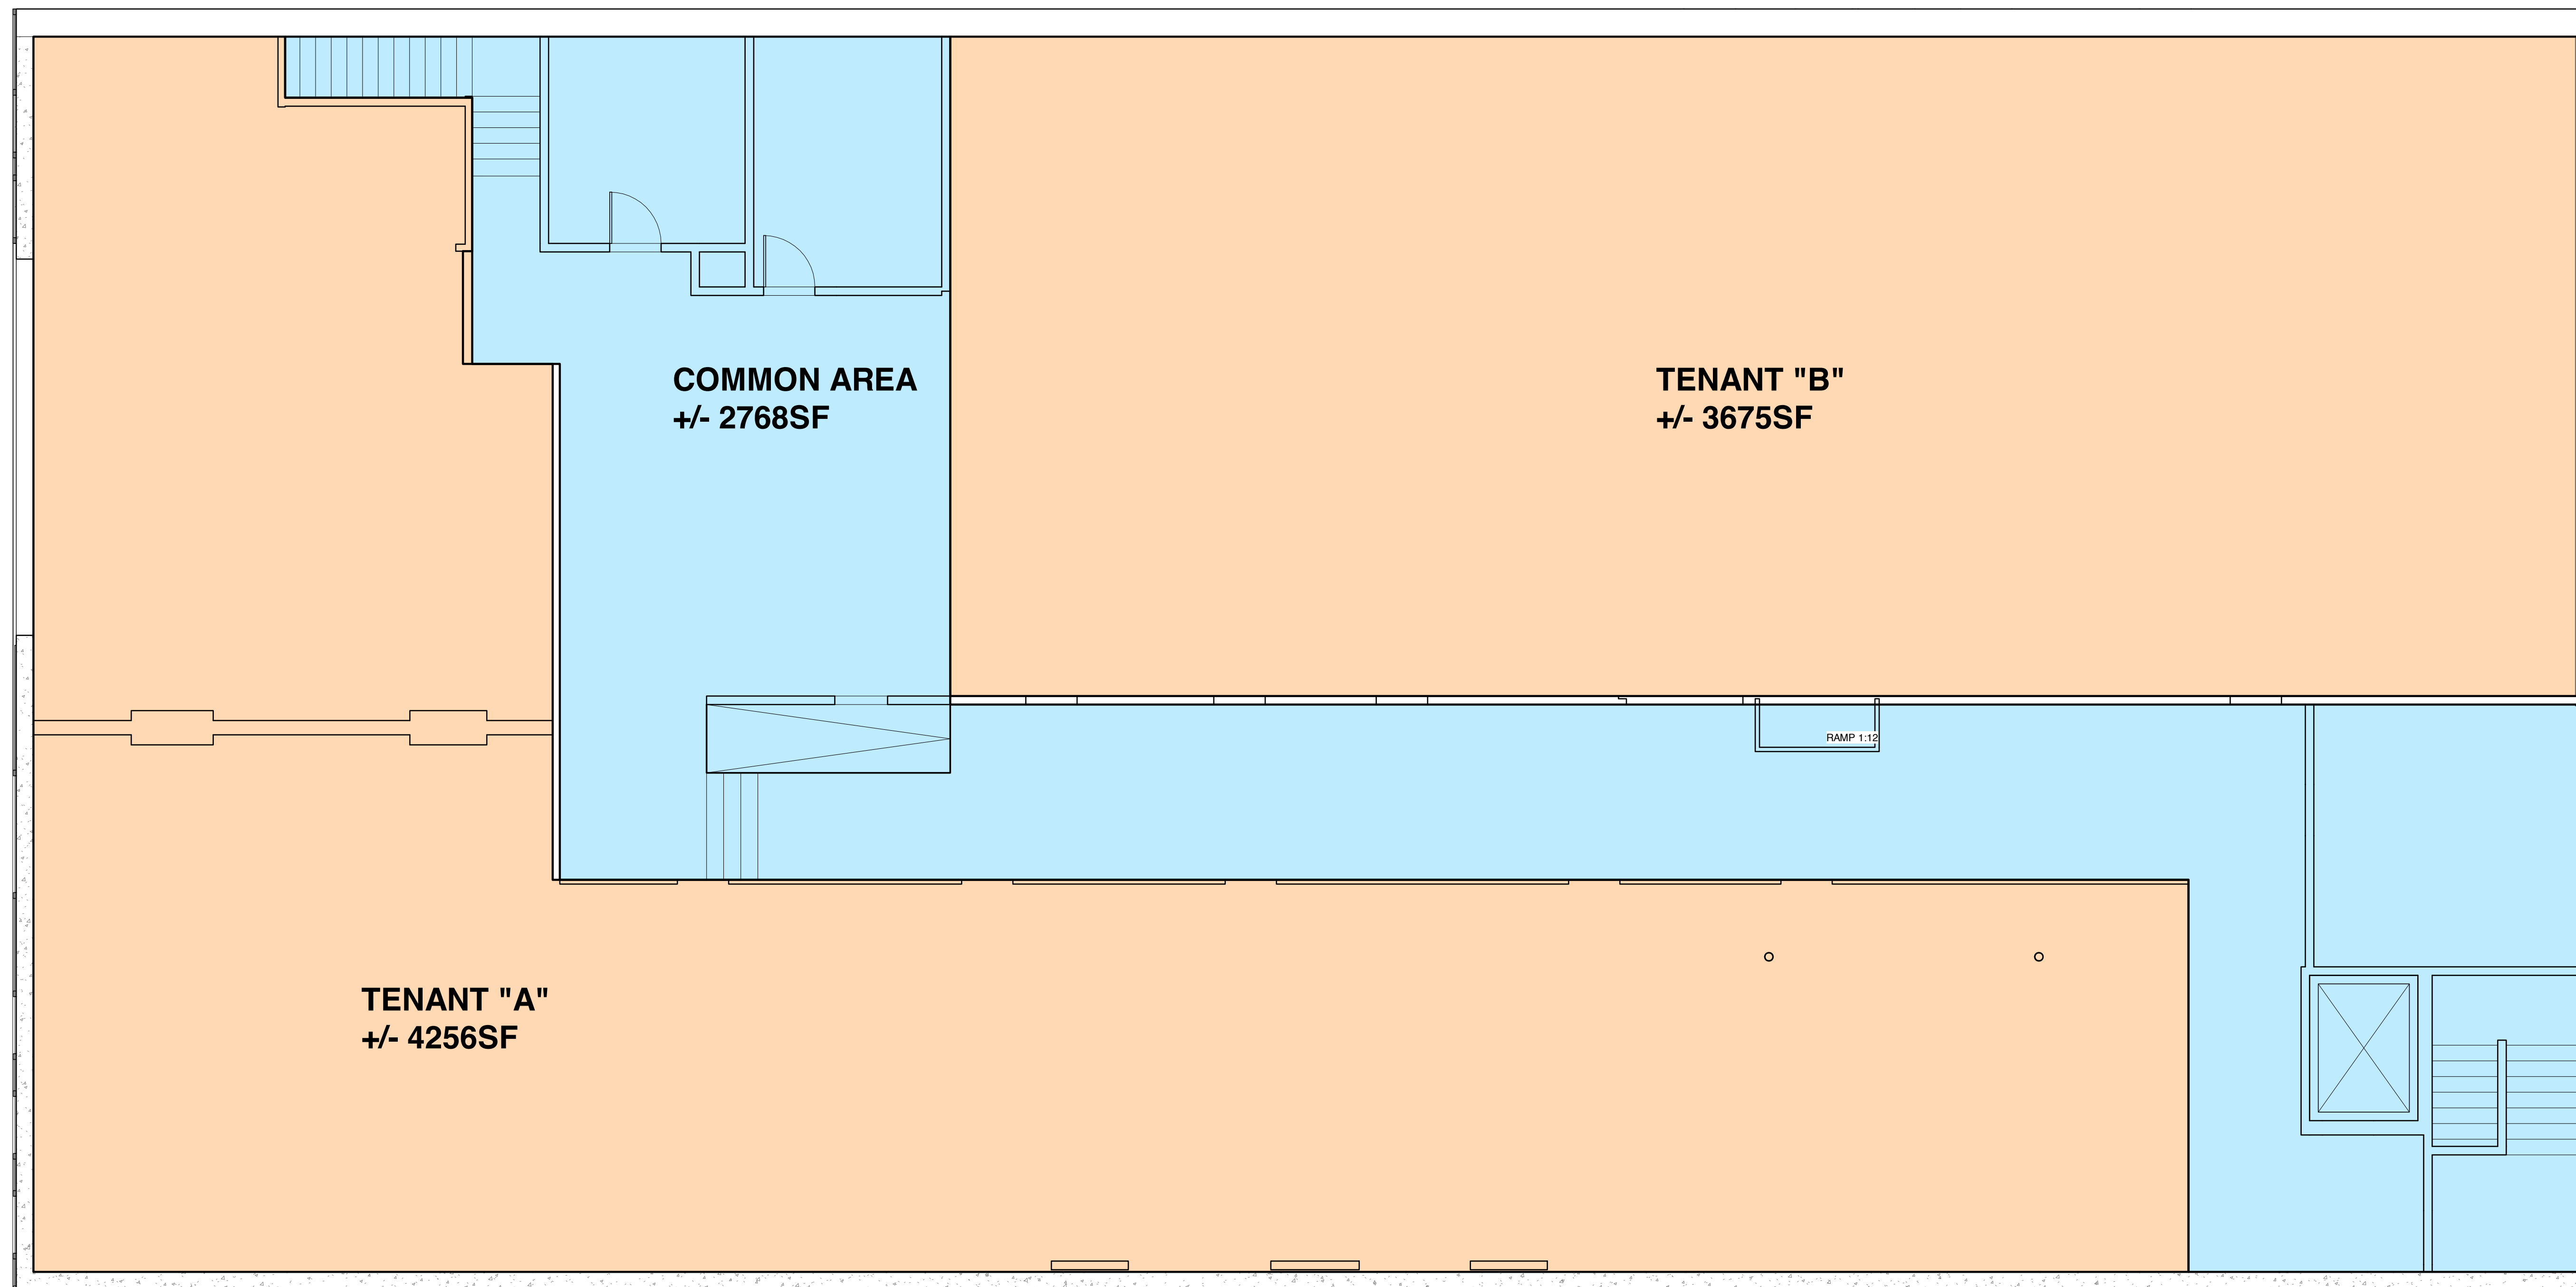 COMMON AREA
+/- 2768SF
TENANT "B"
+/- 3675SF
RAMP 1:12
TENANT "A"
+/- 4256SF